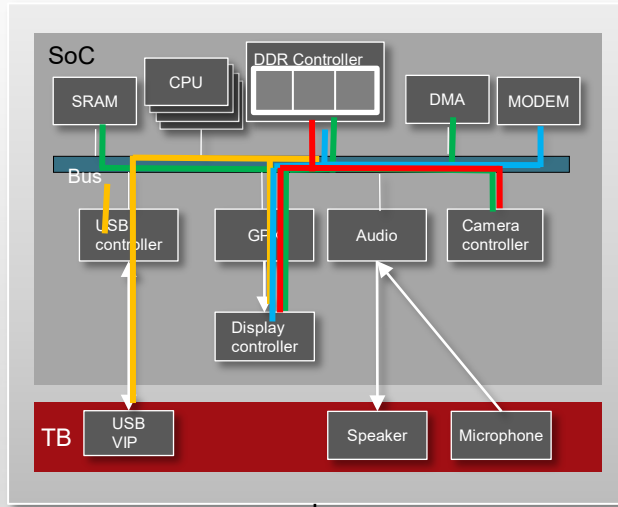 SoC
DDR Controller
CPU
SRAM
DMA
MODEM
Bus
USB
controller
Audio
Camera
controller
Display
controller
TB
USB
VIP
Speaker
Microphone